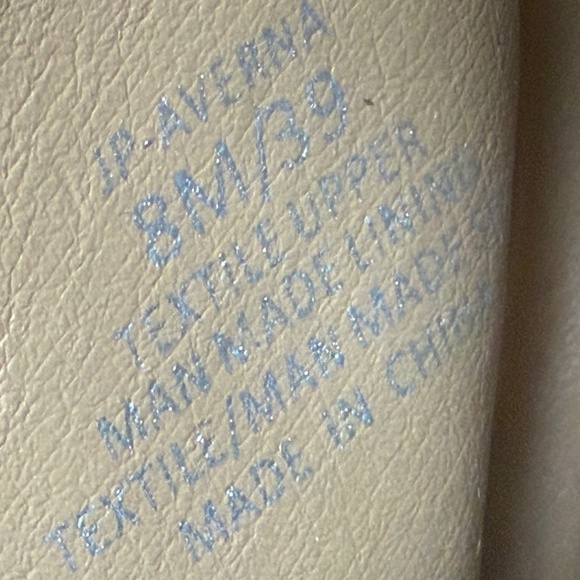 JP-AVERNA
8M/39
TEXTILE UPPER
MAN MADE LINING
TEXTILE/MAN MADE
MADE IN CHINA